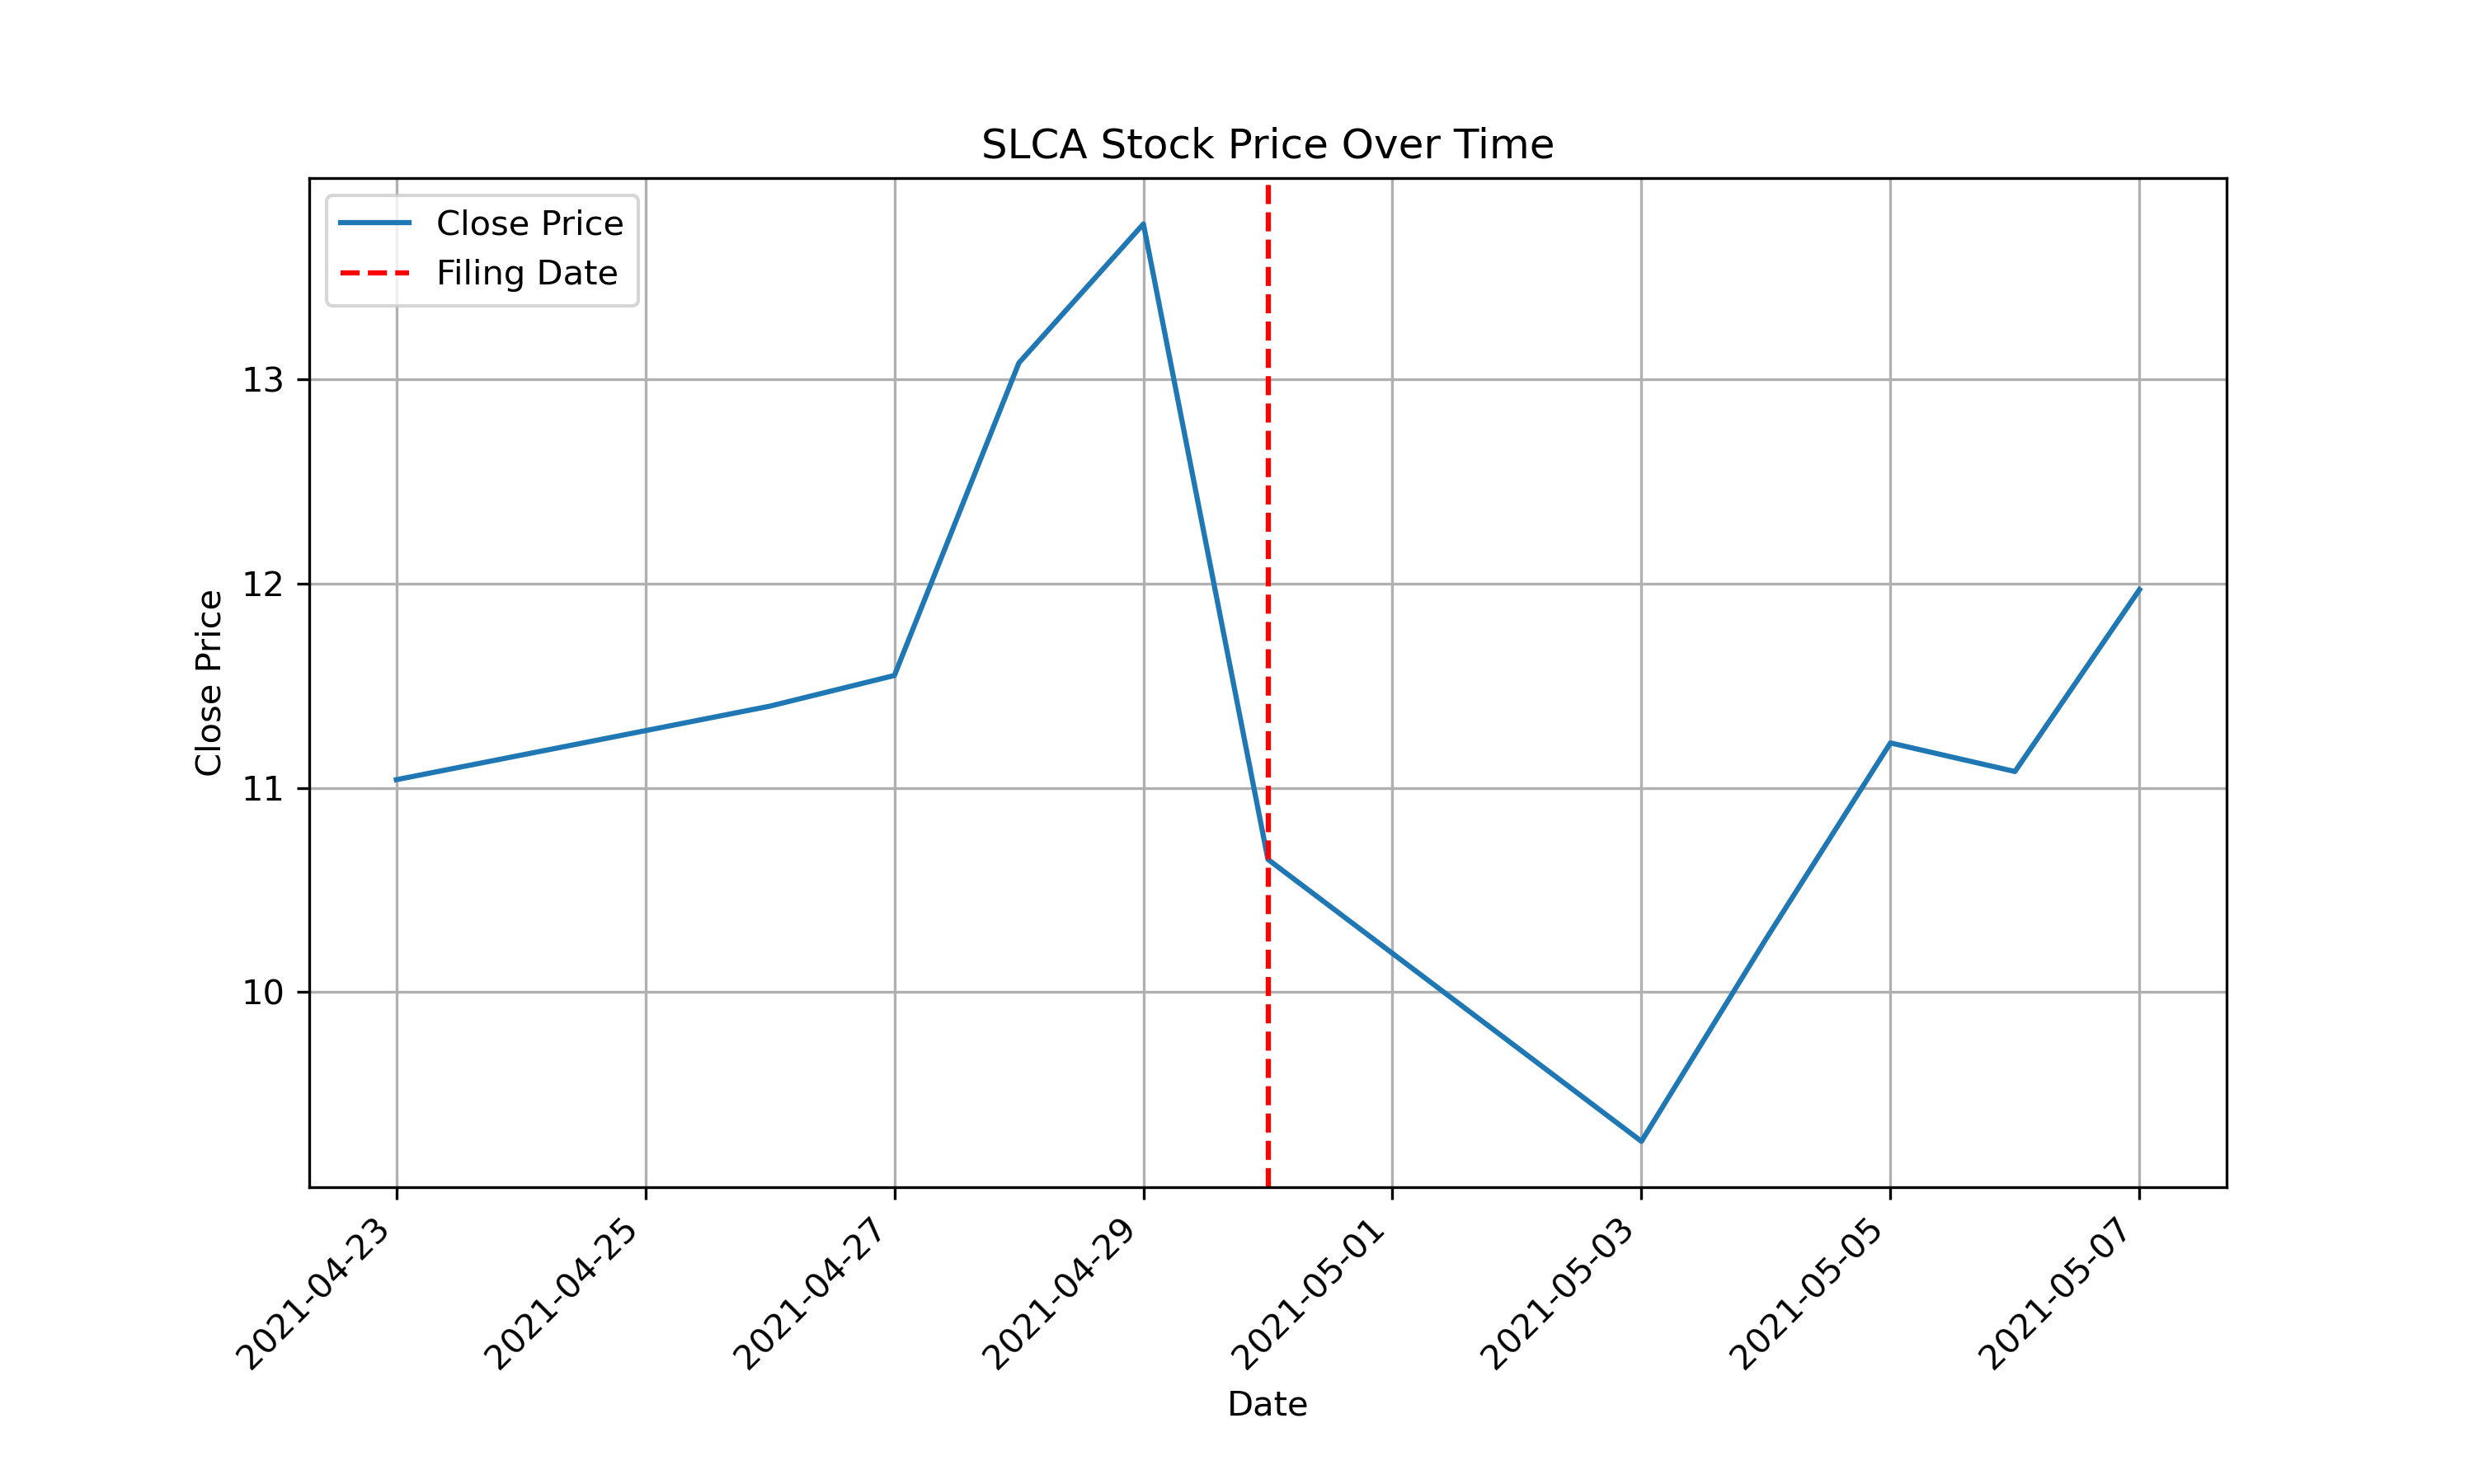 SLCA Stock Price Over Time
Close Price
Filing Date
13
12
11
10
Close Price
2021-04-23
2021-04-25
2021-04-27
2021-04-29
2021-05-01
2021-05-03
2021-05-05
2021-05-07
Date